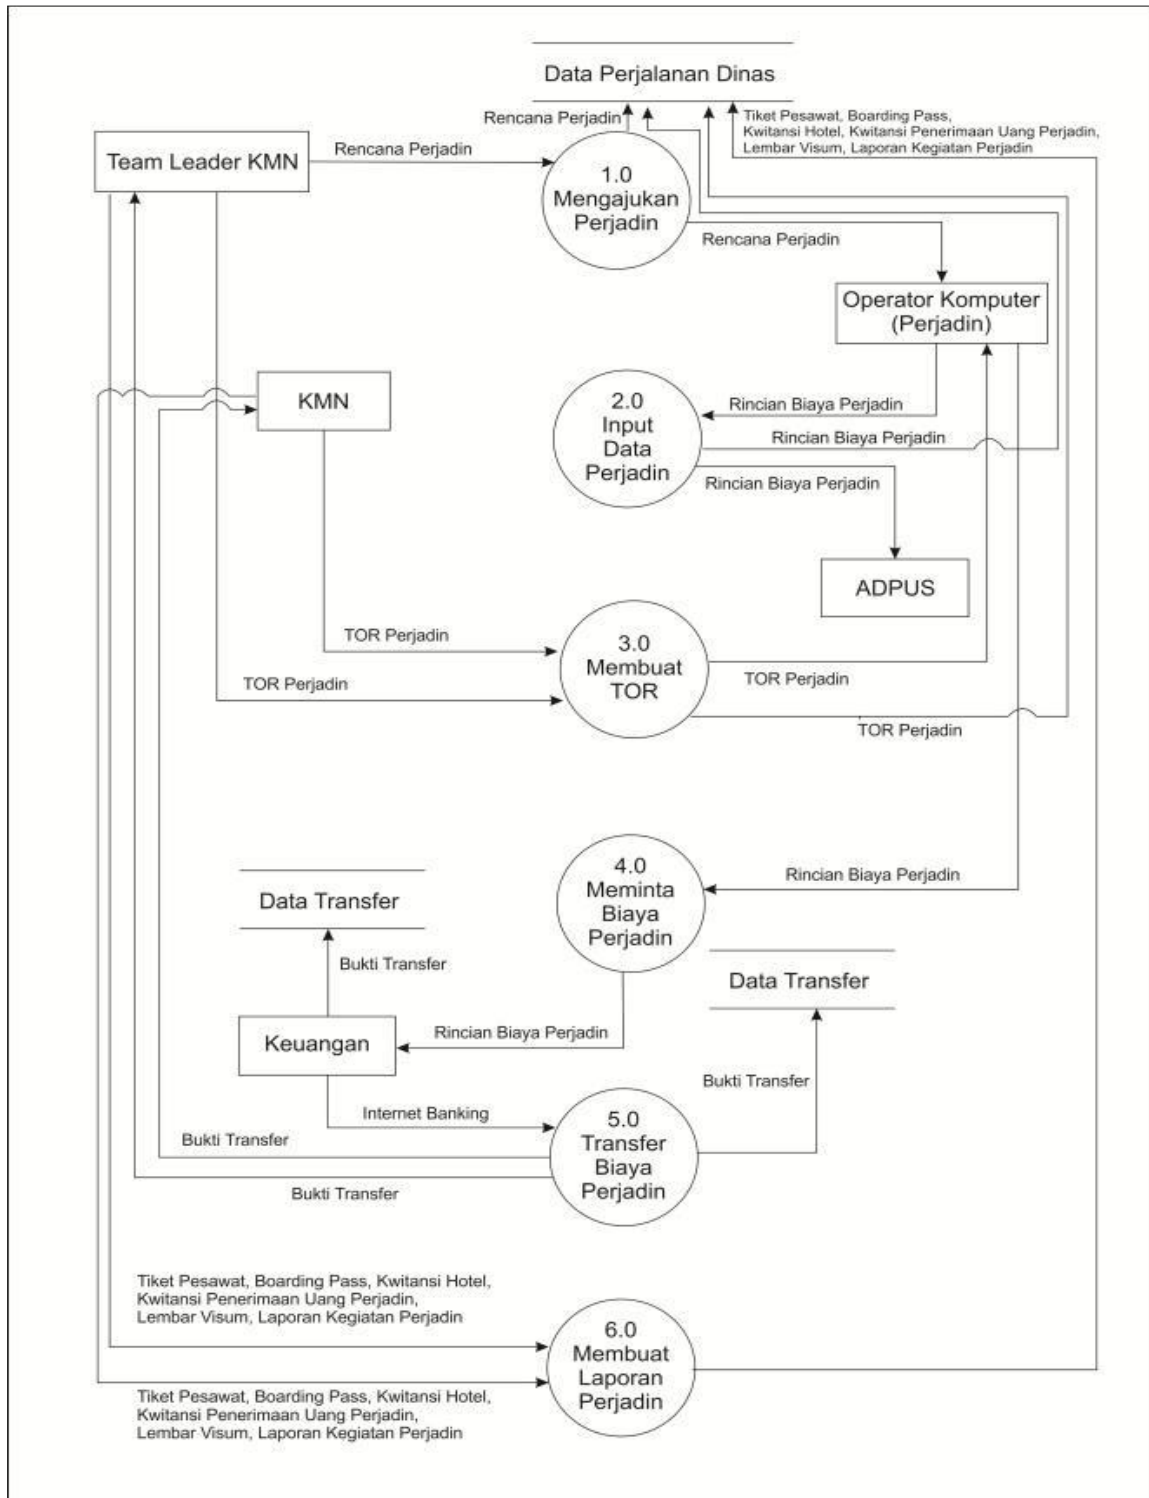 Data Perjalanan Dinas
Rencana Perjadin
Tiket Pesawat, Boarding Pass,
Kwitansi Hotel, Kwitansi Penerimaan Uang Perjadin,
Lembar Visum, Laporan Kegiatan Perjadin
Team Leader KMN
Rencana Perjadin
1.0
Mengajukan
Perjadin
Rencana Perjadin
Operator Komputer
(Perjadin)
KMN
2.0
Input
Data
Perjadin
Rincian Biaya Perjadin
Rincian Biaya Perjadin
Rincian Biaya Perjadin
ADPUS
TOR Perjadin
3.0
Membuat
TOR
TOR Perjadin
TOR Perjadin
TOR Perjadin
4.0
Meminta
Biaya
Perjadin
Rincian Biaya Perjadin
Data Transfer
Bukti Transfer
Data Transfer
Keuangan
Rincian Biaya Perjadin
Bukti Transfer
Internet Banking
5.0
Transfer
Biaya
Perjadin
Bukti Transfer
Bukti Transfer
Tiket Pesawat, Boarding Pass, Kwitansi Hotel,
Kwitansi Penerimaan Uang Perjadin,
Lembar Visum, Laporan Kegiatan Perjadin
6.0
Membuat
Laporan
Perjadin
Tiket Pesawat, Boarding Pass, Kwitansi Hotel,
Kwitansi Penerimaan Uang Perjadin,
Lembar Visum, Laporan Kegiatan Perjadin